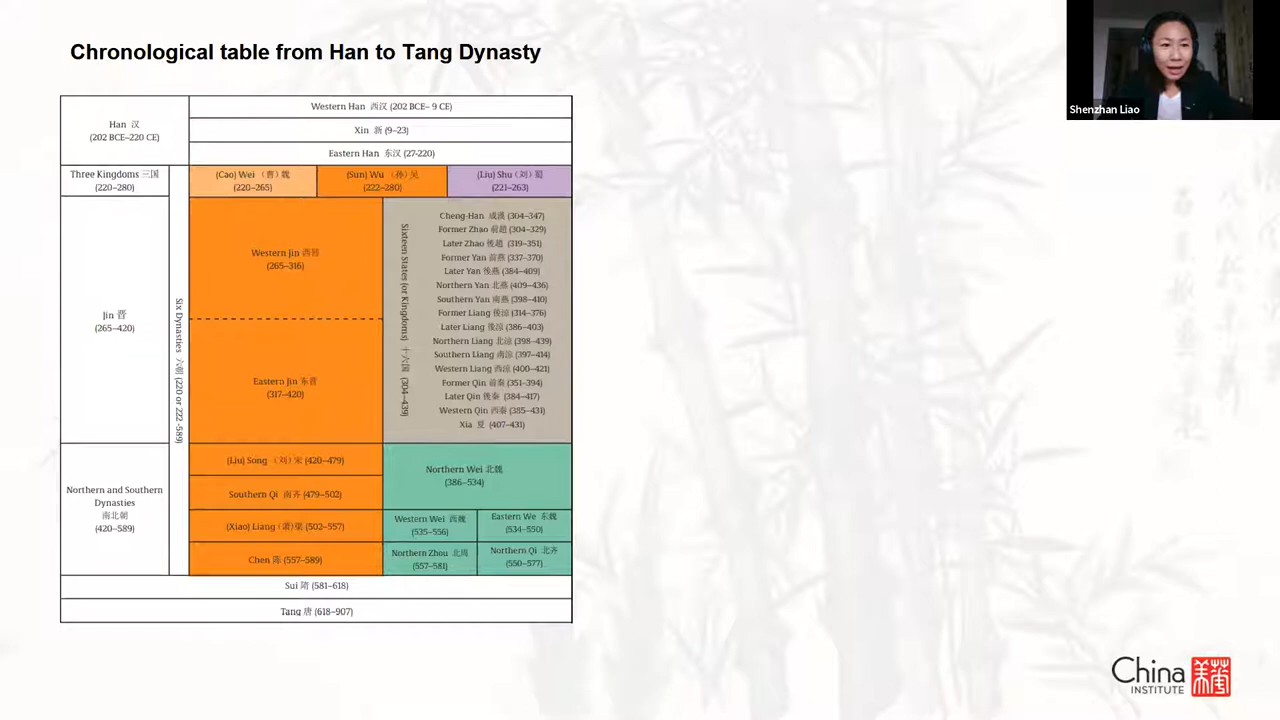 Chronological table from Han to Tang Dynasty
Shenzhan Liao
Han 汉
(202 BCE–220 CE)
Western Han 西汉 (202 BCE– 9 CE)
Xin 新 (9–23)
Eastern Han 东汉 (27-220)
Three Kingdoms 三国
(220–280)
(Cao) Wei （曹）魏
(220–265)
(Sun) Wu （孙）吴
(222–280)
(Liu) Shu （刘）蜀
(221–263)
Jin 晋
(265–420)
Six Dynasties 六朝 (220 or 222-589)
Western Jin 西晋
(265–316)
Eastern Jin 东晋
(317–420)
Sixteen States (or Kingdoms) 十六国 (304–439)
Cheng-Han 成漢 (304–347)
Former Zhao 前趙 (304–329)
Later Zhao 後趙 (319–351)
Former Yan 前燕 (337–370)
Later Yan 後燕 (384–409)
Northern Yan 北燕 (409–436)
Southern Yan 南燕 (398–410)
Former Liang 後涼 (314–376)
Later Liang 後涼 (386–403)
Northern Liang 北涼 (398–439)
Southern Liang 南涼 (397–414)
Western Liang 西涼 (400–421)
Former Qin 前秦 (351–394)
Later Qin 後秦 (384–417)
Western Qin 西秦 (385–431)
Xia 夏 (407–431)
Northern and Southern
Dynasties
南北朝
(420–589)
(Liu) Song （刘）宋 (420–479)
Southern Qi 南齐 (479–502)
(Xiao) Liang （萧）梁 (502–557)
Chen 陈 (557–589)
Northern Wei 北魏
(386–534)
Western Wei 西魏
(535–556)
Eastern We 东魏
(534–550)
Northern Zhou 北周
(557–581)
Northern Qi 北齐
(550–577)
Sui 隋 (581–618)
Tang 唐 (618–907)
China
INSTITUTE